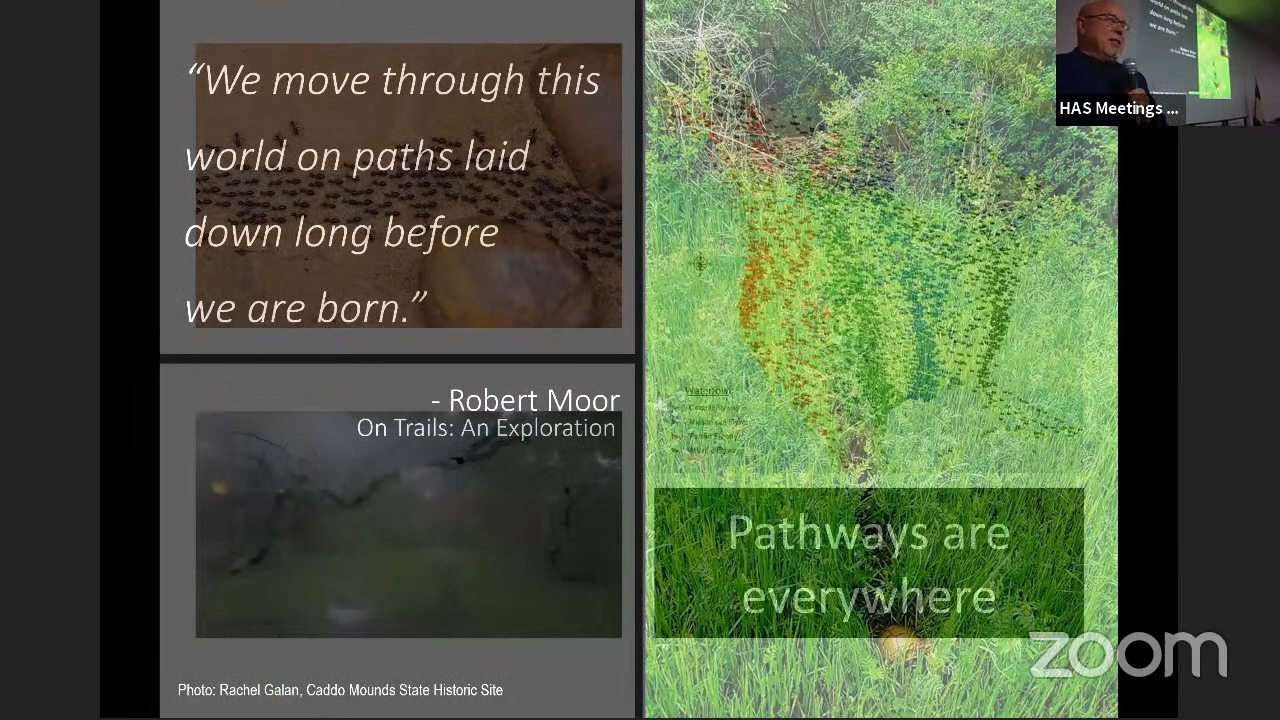 “We move through this
world on paths laid
down long before
we are born.”
- Robert Moor
On Trails: An Exploration
Photo: Rachel Galan, Caddo Mounds State Historic Site
Waterfowl
Pathways are
everywhere
HAS Meetings ...
zoom